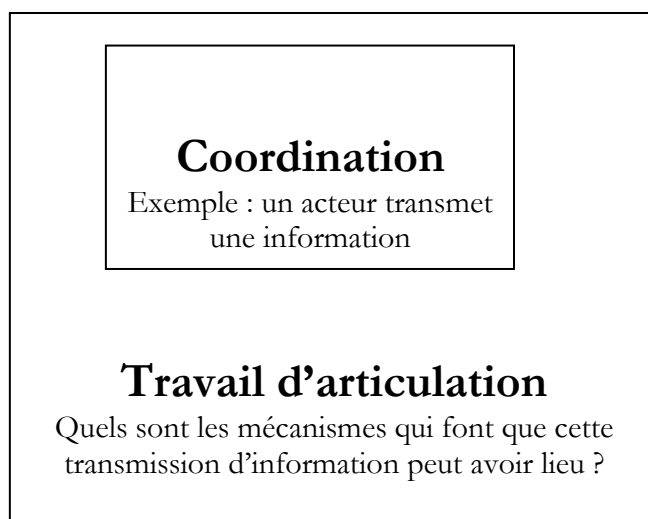 Coordination
Exemple : un acteur transmet
une information
Travail d’articulation
Quels sont les mécanismes qui font que cette
transmission d’information peut avoir lieu ?